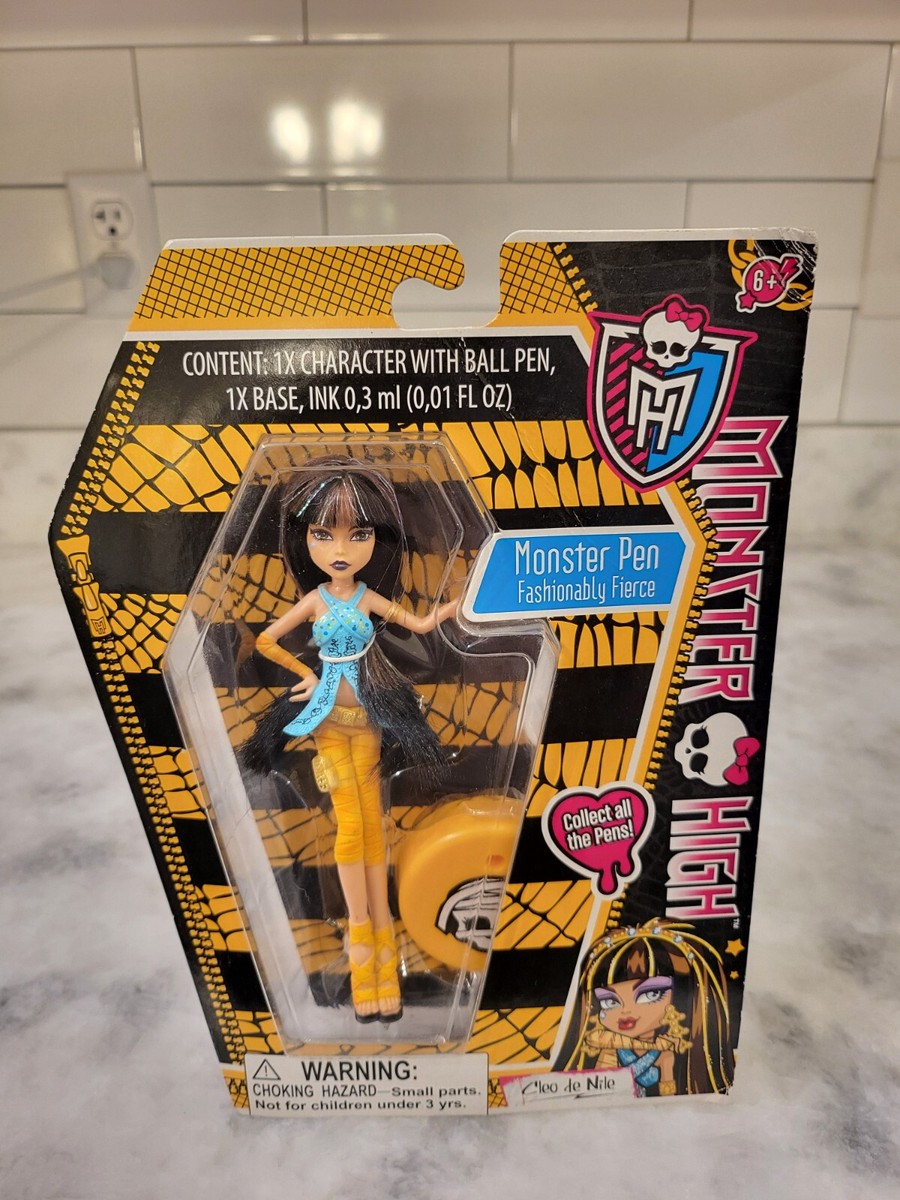 CONTENT: 1X CHARACTER WITH BALL PEN,
1X BASE, INK 0,3 ml (0,01 FL OZ)
6+
MH
Monster Pen
Fashionably Fierce
MONSTER HIGH™
Collect all
the Pens!
Cleo de Nile
WARNING:
CHOKING HAZARD—Small parts.
Not for children under 3 yrs.